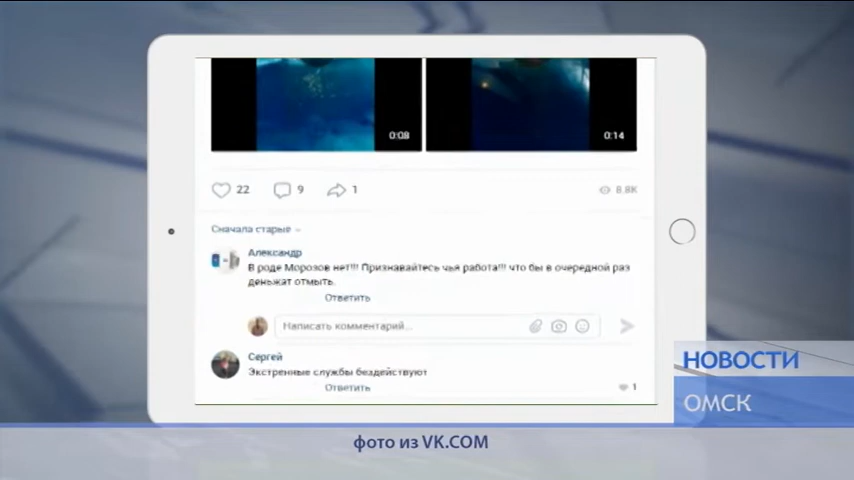 0:08
0:14
22
9
1
8.8K
Сначала старые
Александр
В роде Морозов нет!!! Признавайтесь чья работа!!! что бы в очередной раз
деньжат отмыть
Ответить
Написать комментарий...
Сергей
Экстренные службы бездействуют
Ответить
1
НОВОСТИ
ОМСК
фото из VK.COM